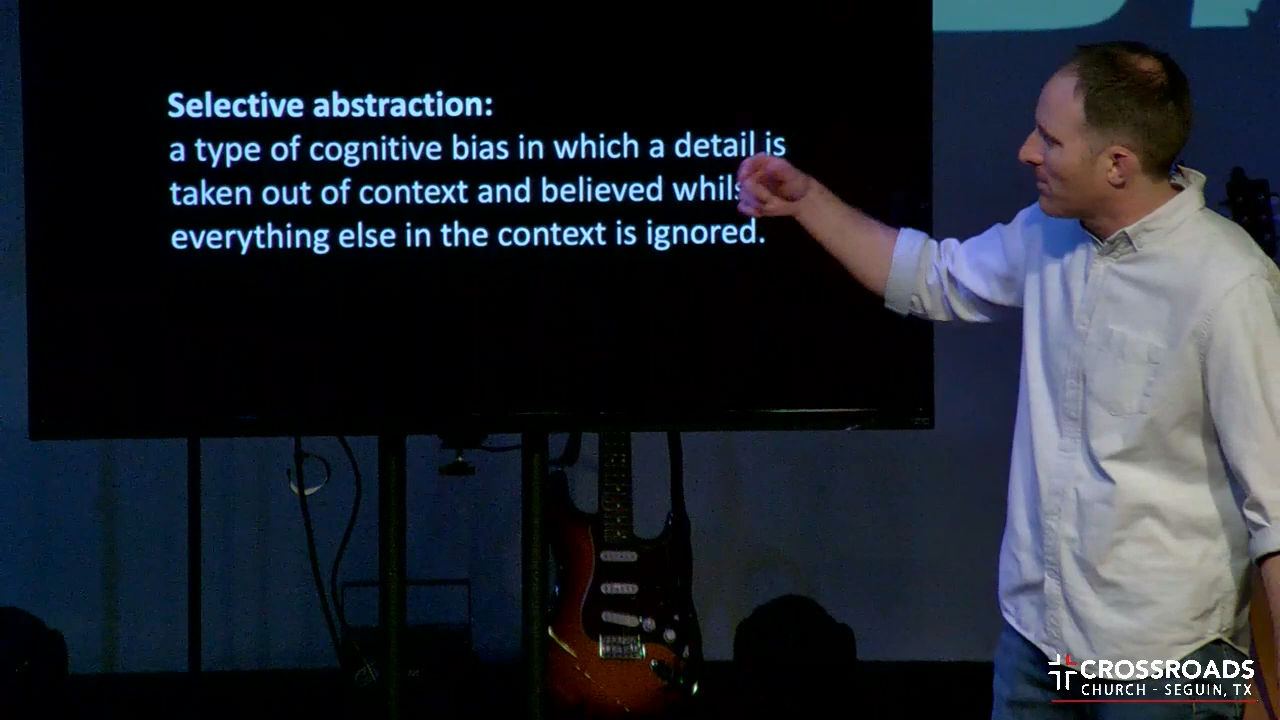 Selective abstraction:
a type of cognitive bias in which a detail is
taken out of context and believed
everything else in the context is ignored.
CROSSROADS
CHURCH - SEGUIN, TX